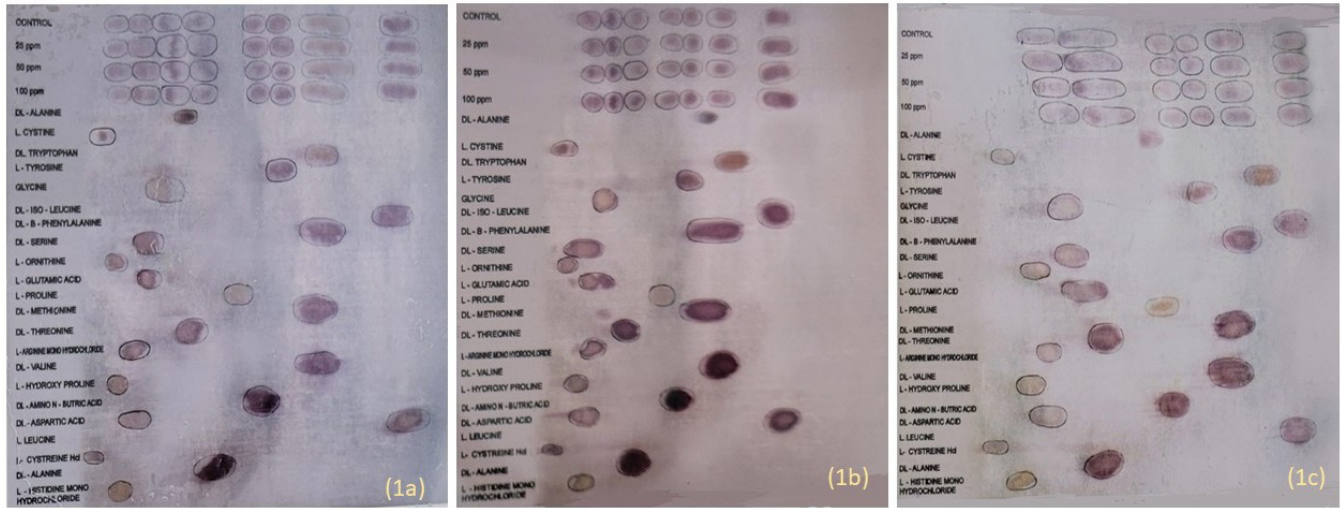 CONTROL
25 ppm
50 ppm
100 ppm
DL - ALANINE
L. CYSTINE
DL. TRYPTOPHAN
L - TYROSINE
GLYCINE
DL - ISO - LEUCINE
DL - B - PHENYLALANINE
DL - SERINE
L - ORNITHINE
L - GLUTAMIC ACID
L - PROLINE
DL - METHIONINE
DL - THREONINE
L - ARGININE MONO HYDROCHLORIDE
DL - VALINE
L - HYDROXY PROLINE
DL - AMINO N - BUTRIC ACID
DL - ASPARTIC ACID
L LEUCINE
L - CYSTREINE Hd
DL - ALANINE
L - HISTIDINE MONO
HYDROCHLORIDE
(1a)
CONTROL
25 ppm
50 ppm
100 ppm
DL - ALANINE
L. CYSTINE
DL. TRYPTOPHAN
L - TYROSINE
GLYCINE
DL - ISO - LEUCINE
DL - B - PHENYLALANINE
DL - SERINE
L - ORNITHINE
L - GLUTAMIC ACID
L - PROLINE
DL - METHIONINE
DL - THREONINE
L - ARGININE MONO HYDROCHLORIDE
DL - VALINE
L - HYDROXY PROLINE
DL - AMINO N - BUTRIC ACID
DL - ASPARTIC ACID
L LEUCINE
L - CYSTREINE Hd
DL - ALANINE
L - HISTIDINE MONO
HYDROCHLORIDE
(1b)
CONTROL
25 ppm
50 ppm
100 ppm
DL - ALANINE
L CYSTINE
DL. TRYPTOPHAN
L - TYROSINE
GLYCINE
DL - ISO - LEUCINE
DL - B - PHENYLALANINE
DL - SERINE
L - ORNITHINE
L - GLUTAMIC ACID
L - PROLINE
DL - METHIONINE
DL - THREONINE
L - ARGININE MONO HYDROCHLORIDE
DL - VALINE
L - HYDROXY PROLINE
DL - AMINO N - BUTRIC ACID
DL - ASPARTIC ACID
L LEUCINE
L - CYSTREINE Hd
DL - ALANINE
L - HISTIDINE MONO
HYDROCHLORIDE
(1c)